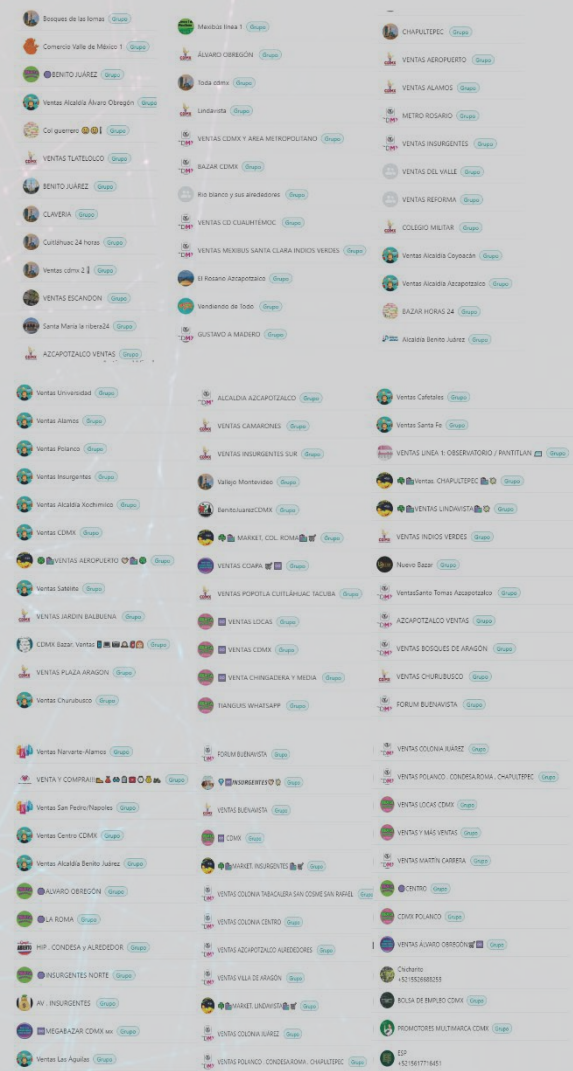 Bosques de las lomas Grupo
Comercio Valle de México 1 Grupo
BENITO JUÁREZ Grupo
Ventas Alcaldía Álvaro Obregón Grupo
Col guerrero Grupo
VENTAS TLATELOLCO Grupo
BENITO JUÁREZ Grupo
CLAVERIA Grupo
Cuitláhuac 24 horas Grupo
Ventas cdmx 2 Grupo
VENTAS ESCANDON Grupo
Santa María la ribera24 Grupo
AZCAPOTZALCO VENTAS Grupo
Mexibus línea 1 Grupo
ÁLVARO OBREGÓN Grupo
Toda cdmx Grupo
Lindavista Grupo
VENTAS CDMX Y AREA METROPOLITANO Grupo
BAZAR CDMX Grupo
Rio blanco y sus alrededores Grupo
VENTAS CD CUAUHTÉMOC Grupo
VENTAS MEXIBUS SANTA CLARA INDIOS VERDES Grupo
El Rosario Azcapotzalco Grupo
Vendiendo de Todo Grupo
GUSTAVO A MADERO Grupo
CHAPULTEPEC Grupo
VENTAS AEROPUERTO Grupo
VENTAS ALAMOS Grupo
METRO ROSARIO Grupo
VENTAS INSURGENTES Grupo
VENTAS DEL VALLE Grupo
VENTAS REFORMA Grupo
COLEGIO MILITAR Grupo
Ventas Alcaldía Coyoacán Grupo
Ventas Alcaldía Azcapotzalco Grupo
BAZAR HORAS 24 Grupo
Alcaldía Benito Juárez Grupo
Ventas Universidad Grupo
Ventas Alamos Grupo
Ventas Polanco Grupo
Ventas Insurgentes Grupo
Ventas Alcaldía Xochimilco Grupo
Ventas CDMX Grupo
VENTAS AEROPUERTO Grupo
Ventas Satélite Grupo
VENTAS JARDIN BALBUENA Grupo
CDMX Bazar, Ventas Grupo
VENTAS PLAZA ARAGON Grupo
Ventas Churubusco Grupo
ALCALDIA AZCAPOTZALCO Grupo
VENTAS CAMARONES Grupo
VENTAS INSURGENTES SUR Grupo
Vallejo Montevideo Grupo
BenitoJuarezCDMX Grupo
MARKET, COL. ROMA Grupo
VENTAS COAPA Grupo
VENTAS POPOTLA CUITLÁHUAC TACUBA Grupo
VENTAS LOCAS Grupo
VENTAS CDMX Grupo
VENTA CHINGADERA Y MEDIA Grupo
TIANGUIS WHATSAPP Grupo
Ventas Cafetales Grupo
Ventas Santa Fe Grupo
VENTAS LINEA 1: OBSERVATORIO / PANTITLAN Grupo
Ventas. CHAPULTEPEC Grupo
VENTAS LINDAVISTA Grupo
VENTAS INDIOS VERDES Grupo
Nuevo Bazar Grupo
VentasSanto Tomas Azcapotzalco Grupo
AZCAPOTZALCO VENTAS Grupo
VENTAS BOSQUES DE ARAGÓN Grupo
VENTAS CHURUBUSCO Grupo
FORUM BUENAVISTA Grupo
Ventas Narvarte-Alamos Grupo
VENTA Y COMPRA!!! Grupo
Ventas San Pedro/Napoles Grupo
Ventas Centro CDMX Grupo
Ventas Alcaldía Benito Juárez Grupo
ALVARO OBREGÓN Grupo
LA ROMA Grupo
HIP . CONDESA y ALREDEDOR Grupo
INSURGENTES NORTE Grupo
AV . INSURGENTES Grupo
MEGABAZAR CDMX Grupo
Ventas Las Aguilas Grupo
FORUM BUENAVISTA Grupo
INSURGENTES Grupo
VENTAS BUENAVISTA Grupo
CDMX Grupo
MARKET. INSURGENTES Grupo
VENTAS COLONIA TABACALERA SAN COSME SAN RAFAEL Grupo
VENTAS COLONIA CENTRO Grupo
VENTAS AZCAPOTZALCO ALREDEDORES Grupo
VENTAS VILLA DE ARAGÓN Grupo
MARKET. LINDAVISTA Grupo
VENTAS COLONIA JUÁREZ Grupo
VENTAS POLANCO . CONDESA.ROMA . CHAPULTEPEC Grupo
VENTAS COLONIA JUÁREZ Grupo
VENTAS POLANCO . CONDESA.ROMA . CHAPULTEPEC Grupo
VENTAS LOCAS CDMX Grupo
VENTAS Y MÁS VENTAS Grupo
VENTAS MARTÍN CARRERA Grupo
CENTRO Grupo
CDMX POLANCO Grupo
VENTAS ÁLVARO OBREGÓN Grupo
Chicharito
BOLSA DE EMPLEO CDMX Grupo
PROMOTORES MULTIMARCA CDMX Grupo
ESP
+5215617718451